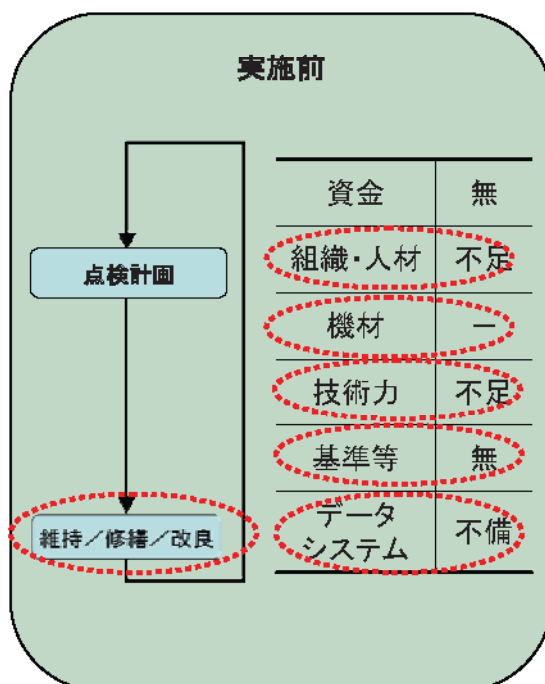 実施前
点検計画
維持／修繕／改良
資金 無
組織・人材 不足
機材 －
技術力 不足
基準等 無
データ
システム 不備